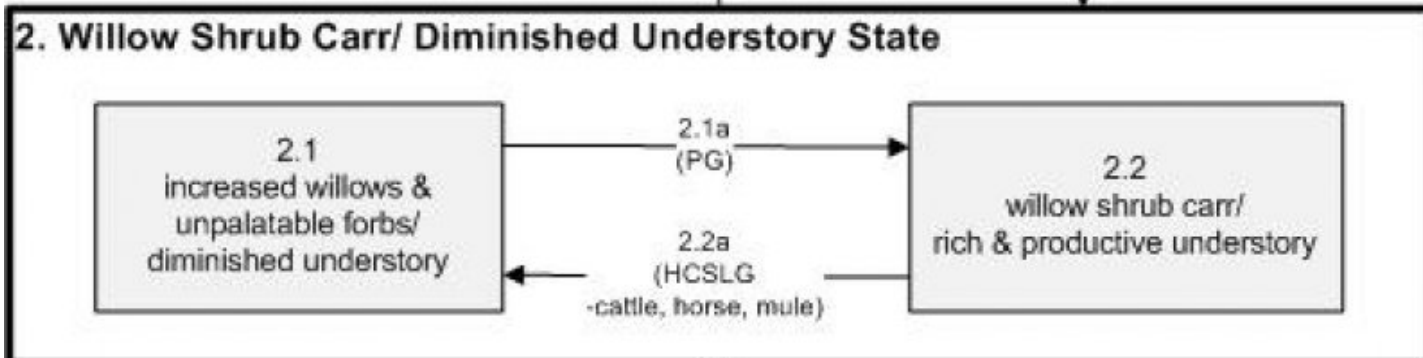 2. Willow Shrub Carr/ Diminished Understory State
2.1
increased willows &
unpalatable forbs/
diminished understory
2.1a
(PG)
2.2a
(HCSLG
-cattle, horse, mule)
2.2
willow shrub carr/
rich & productive understory